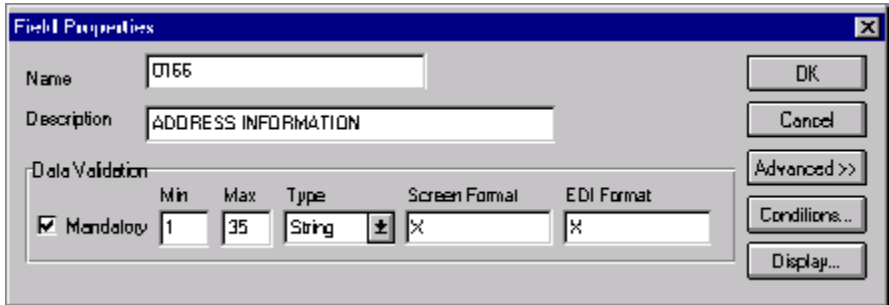 Field Properties
Name 0166
Description ADDRESS INFORMATION
Data Validation
Min Max Type Screen Format EDI Format
Mandatory 1 35 String X X
OK
Cancel
Advanced >>
Conditions...
Display...